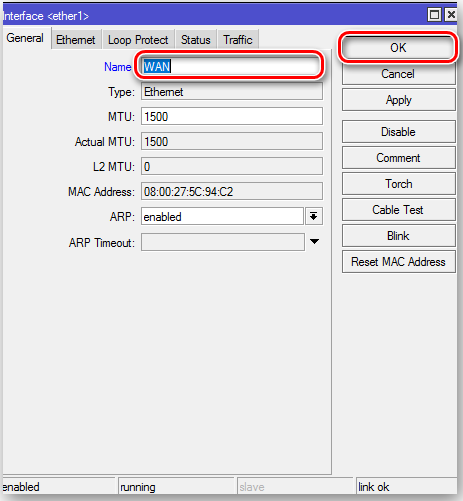 Interface <ether1>
General Ethernet Loop Protect Status Traffic
Name: WAN
Type: Ethernet
MTU: 1500
Actual MTU: 1500
L2 MTU: 0
MAC Address: 08:00:27:5C:94:C2
ARP: enabled
ARP Timeout:
OK
Cancel
Apply
Disable
Comment
Torch
Cable Test
Blink
Reset MAC Address
enabled running slave link ok